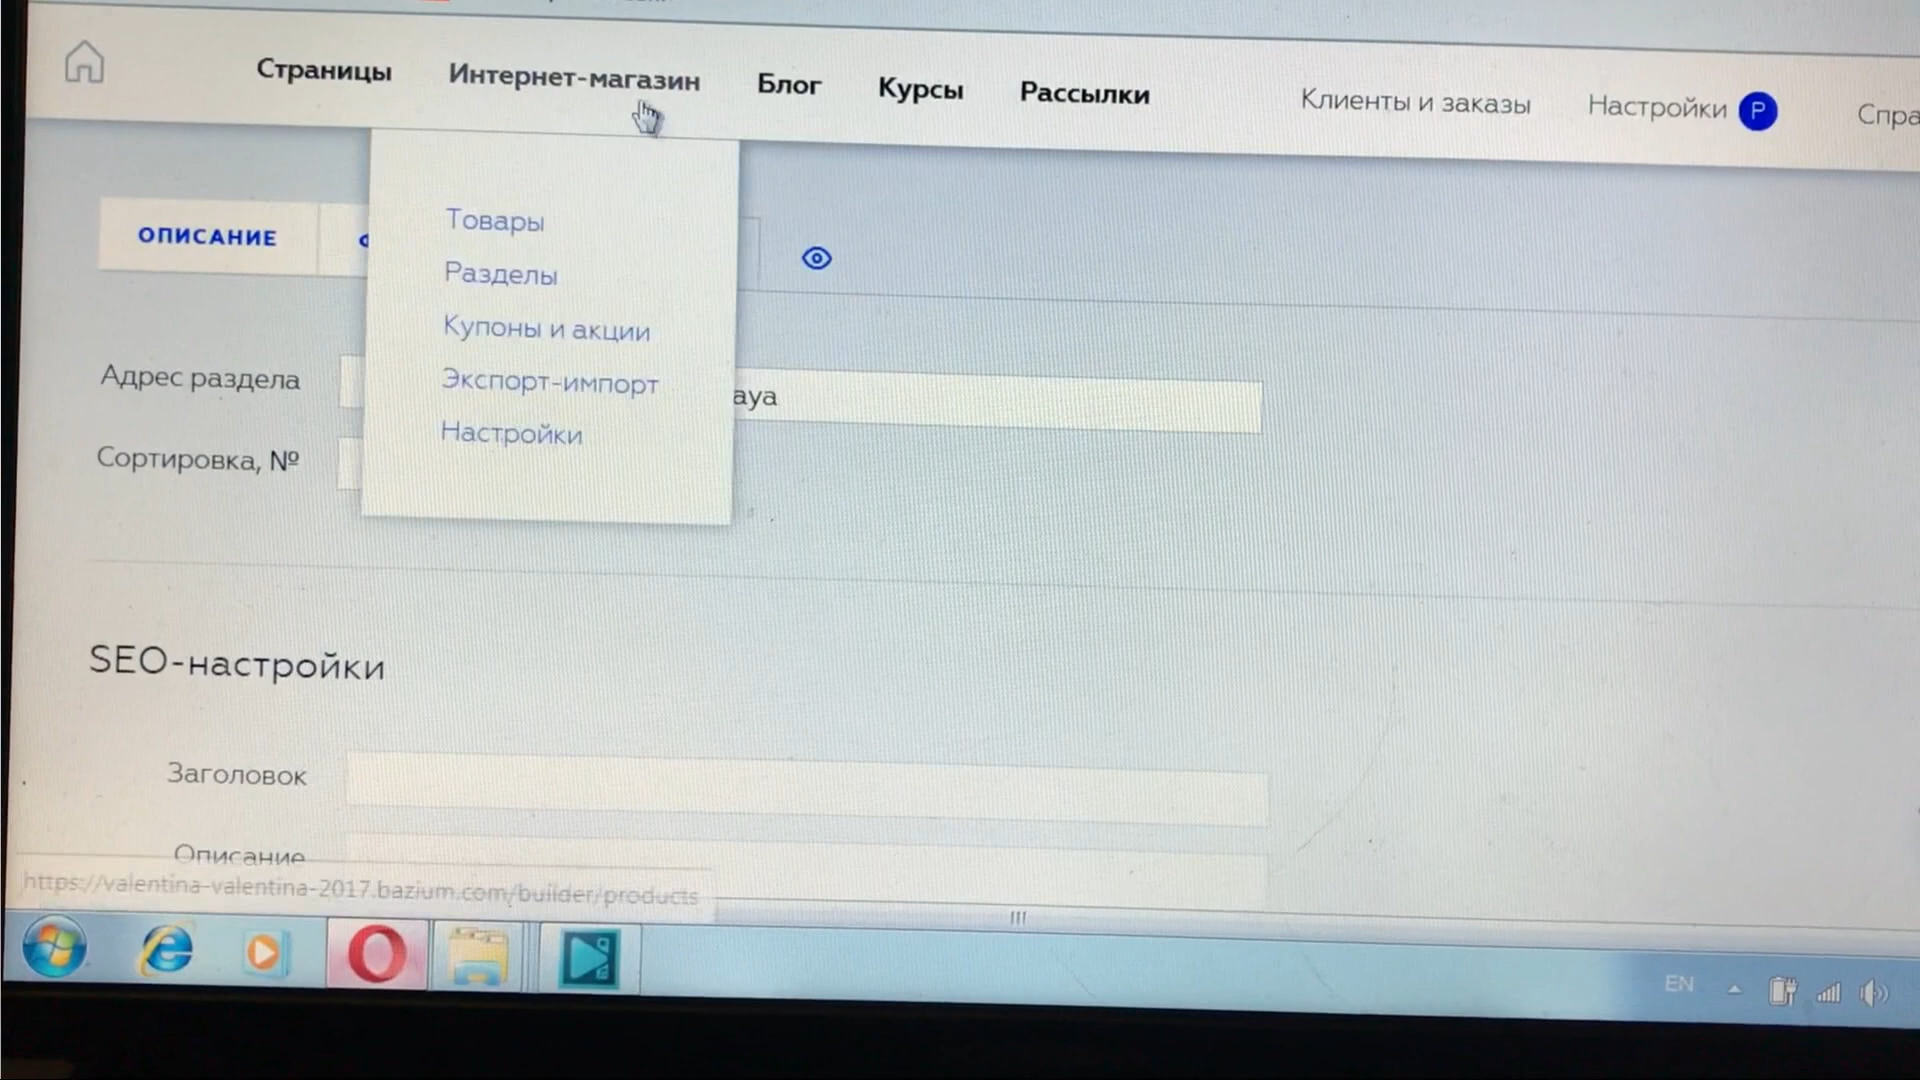 Страницы Интернет-магазин Блог Курсы Рассылки Клиенты и заказы Настройки P Спра
Товары
ОПИСАНИЕ
Разделы
Купоны и акции
Адрес раздела
Экспорт-импорт
aya
Настройки
Сортировка, №
SEO-настройки
Заголовок
Описание
https://valentina-valentina-2017.bazium.com/builder/products
EN